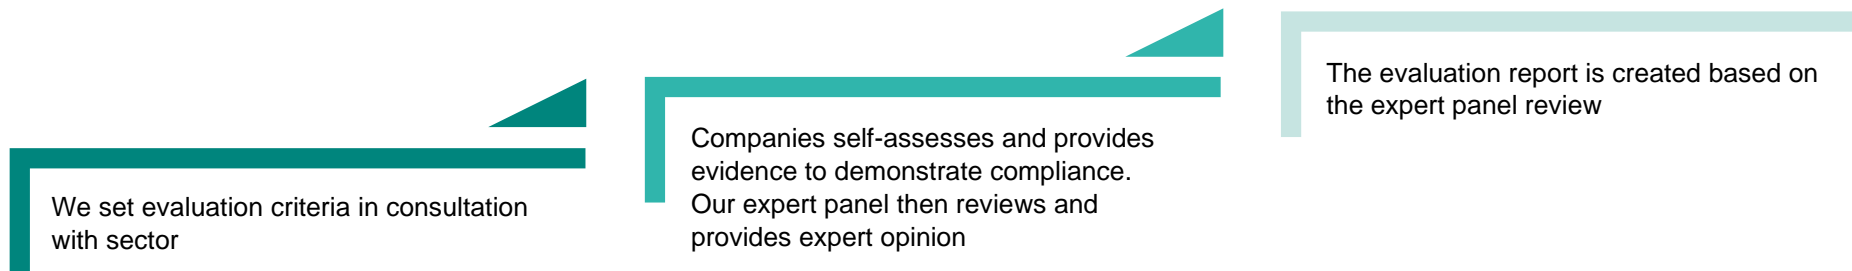 We set evaluation criteria in consultation
with sector
Companies self-assesses and provides
evidence to demonstrate compliance.
Our expert panel then reviews and
provides expert opinion
The evaluation report is created based on
the expert panel review